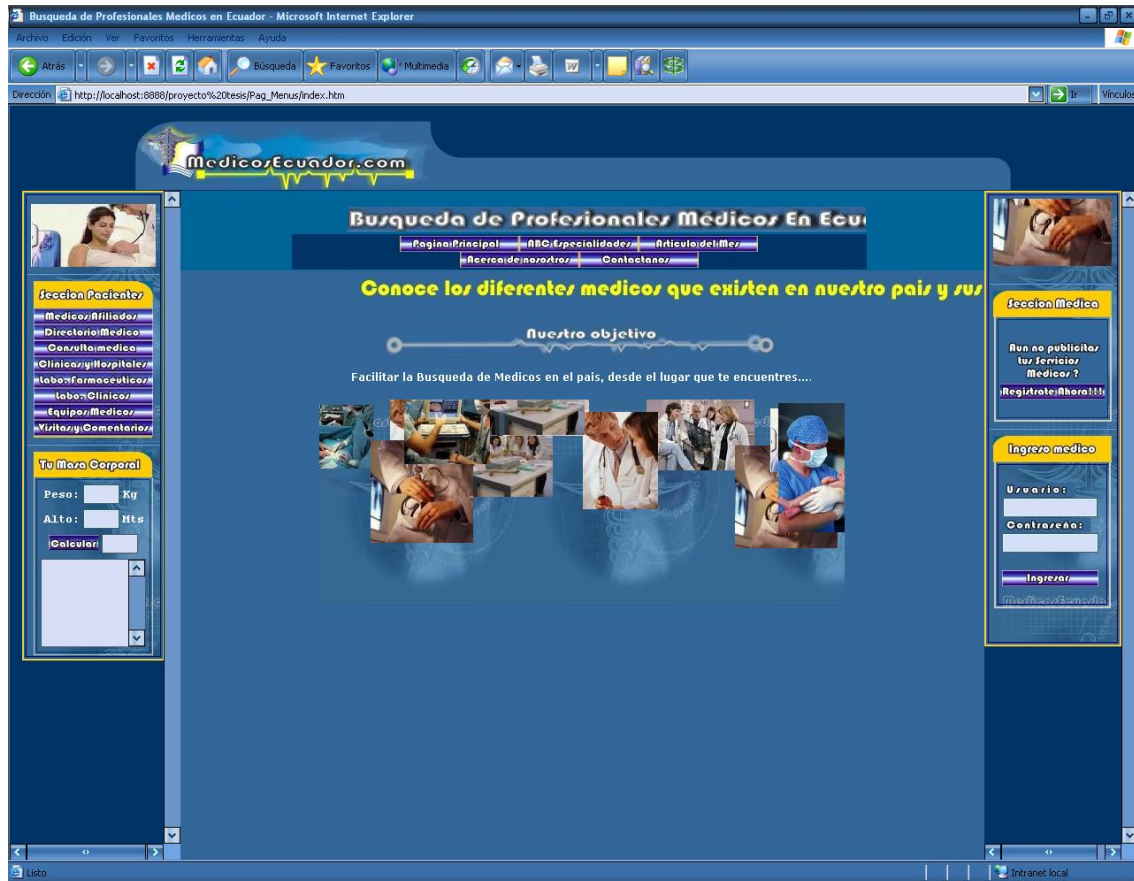 Busqueda de Profesionales Medicos en Ecuador - Microsoft Internet Explorer
Archivo Edición Ver Favoritos Herramientas Ayuda
Atrás Búsqueda Favoritos Multimedia
Dirección http://localhost:8888/proyecto%20tesis/Pag_Menus/index.htm Ir Vínculos
MedicosEcuador.com
Busqueda de Profesionales Médicos En Ecu
Pagina Principal ABC Especialidades Articulo del Mes
Acerca de nosostros Contactanos
Conoce los diferentes medicos que existen en nuestro pais y sus
Nuestro objetivo
Facilitar la Busqueda de Medicos en el pais, desde el lugar que te encuentres....
Seccion Pacientes
Medicos Afiliados
Directorio Medico
Consulta medica
Clinicas y Hospitales
Labo. Farmacéuticos
Labo. Clinicos
Equipos Medicos
Visitas y Comentarios
Tu Masa Corporal
Peso: Kg
Alto: Mts
Calcular
Seccion Medica
Aun no publicitas
tus Servicios
Médicos ?
Registrate Ahora!!!
Ingreso medico
Usuario:
Contraseña:
Ingresar
MedicosEcuador
Listo Intranet local